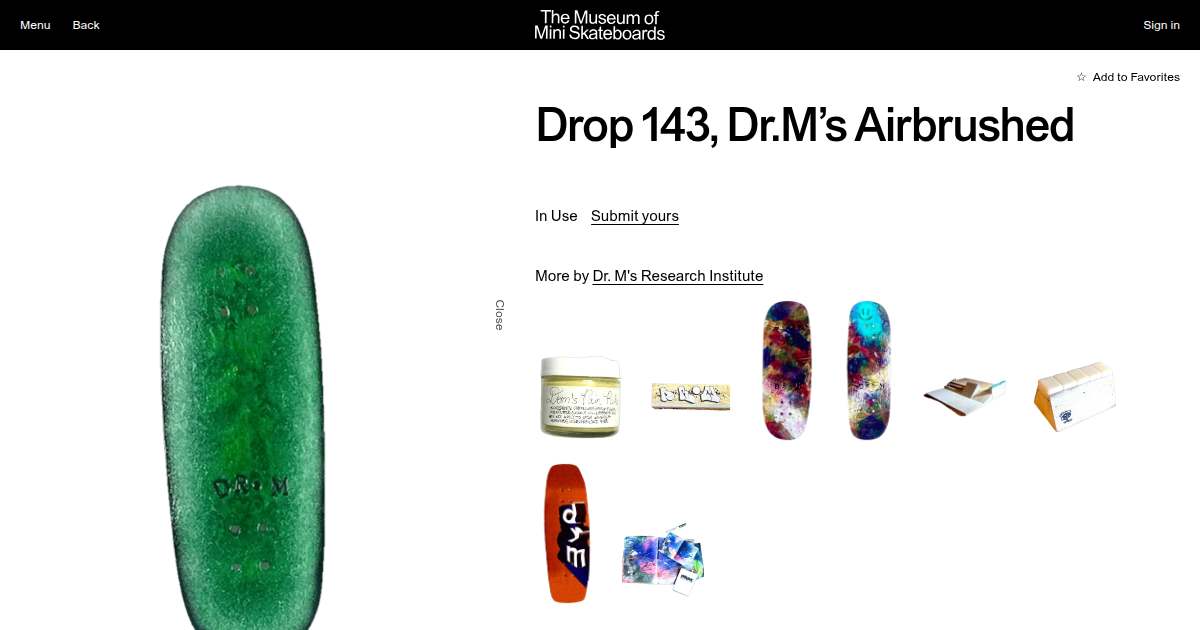 Menu
Back
The Museum of
Mini Skateboards
Sign in
☆ Add to Favorites
Drop 143, Dr.M’s Airbrushed
In Use Submit yours
More by Dr. M's Research Institute
Close
DR. M
drm